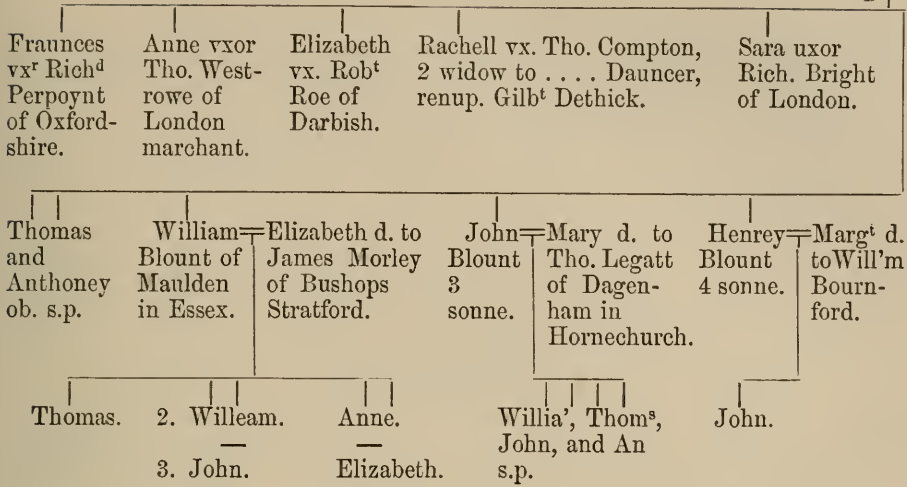 Fraunces
vxʳ Richᵈ
Perpoynt
of Oxford-
shire.
Anne vxor
Tho. West-
rowe of
London
marchant.
Elizabeth
vx. Robᵗ
Roe of
Darbish.
Rachell vx. Tho. Compton,
2 widow to .... Dauncer,
renup. Gilbᵗ Dethick.
Sara uxor
Rich. Bright
of London.
Thomas
and
Anthoney
ob. s.p.
William
Blount of
Maulden
in Essex.
Elizabeth d. to
James Morley
of Bushops
Stratford.
John
Blount
3
sonne.
Mary d. to
Tho. Legatt
of Dagen-
ham in
Hornechurch.
Henrey
Blount
4 sonne.
Margᵗ d.
to Will'm
Bourn-
ford.
Thomas.
2. Willeam.
3. John.
Anne.
Elizabeth.
Willia', Thomˢ,
John, and An
s.p.
John.